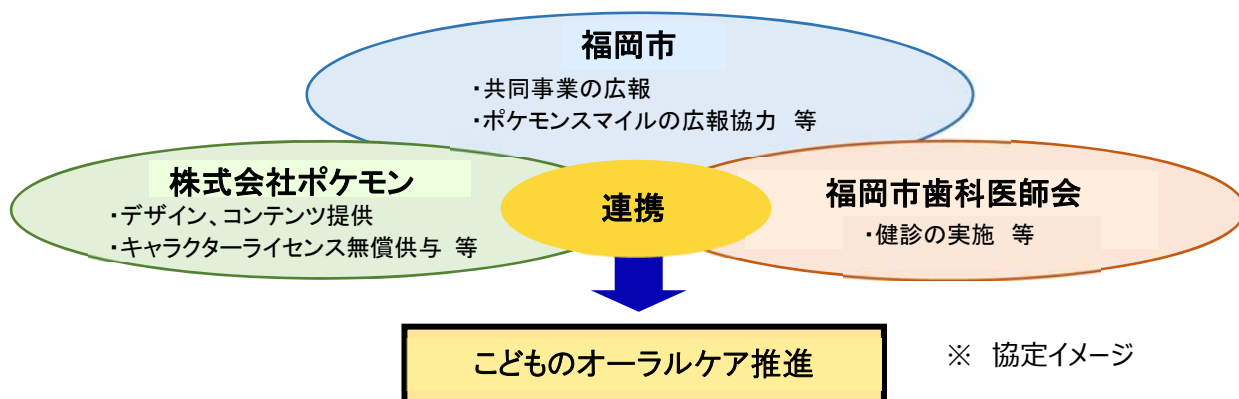 福岡市
・共同事業の広報
・ポケモンスマイルの広報協力　等
株式会社ポケモン
・デザイン、コンテンツ提供
・キャラクターライセンス無償供与　等
連携
福岡市歯科医師会
・健診の実施　等
こどものオーラルケア推進
※　協定イメージ